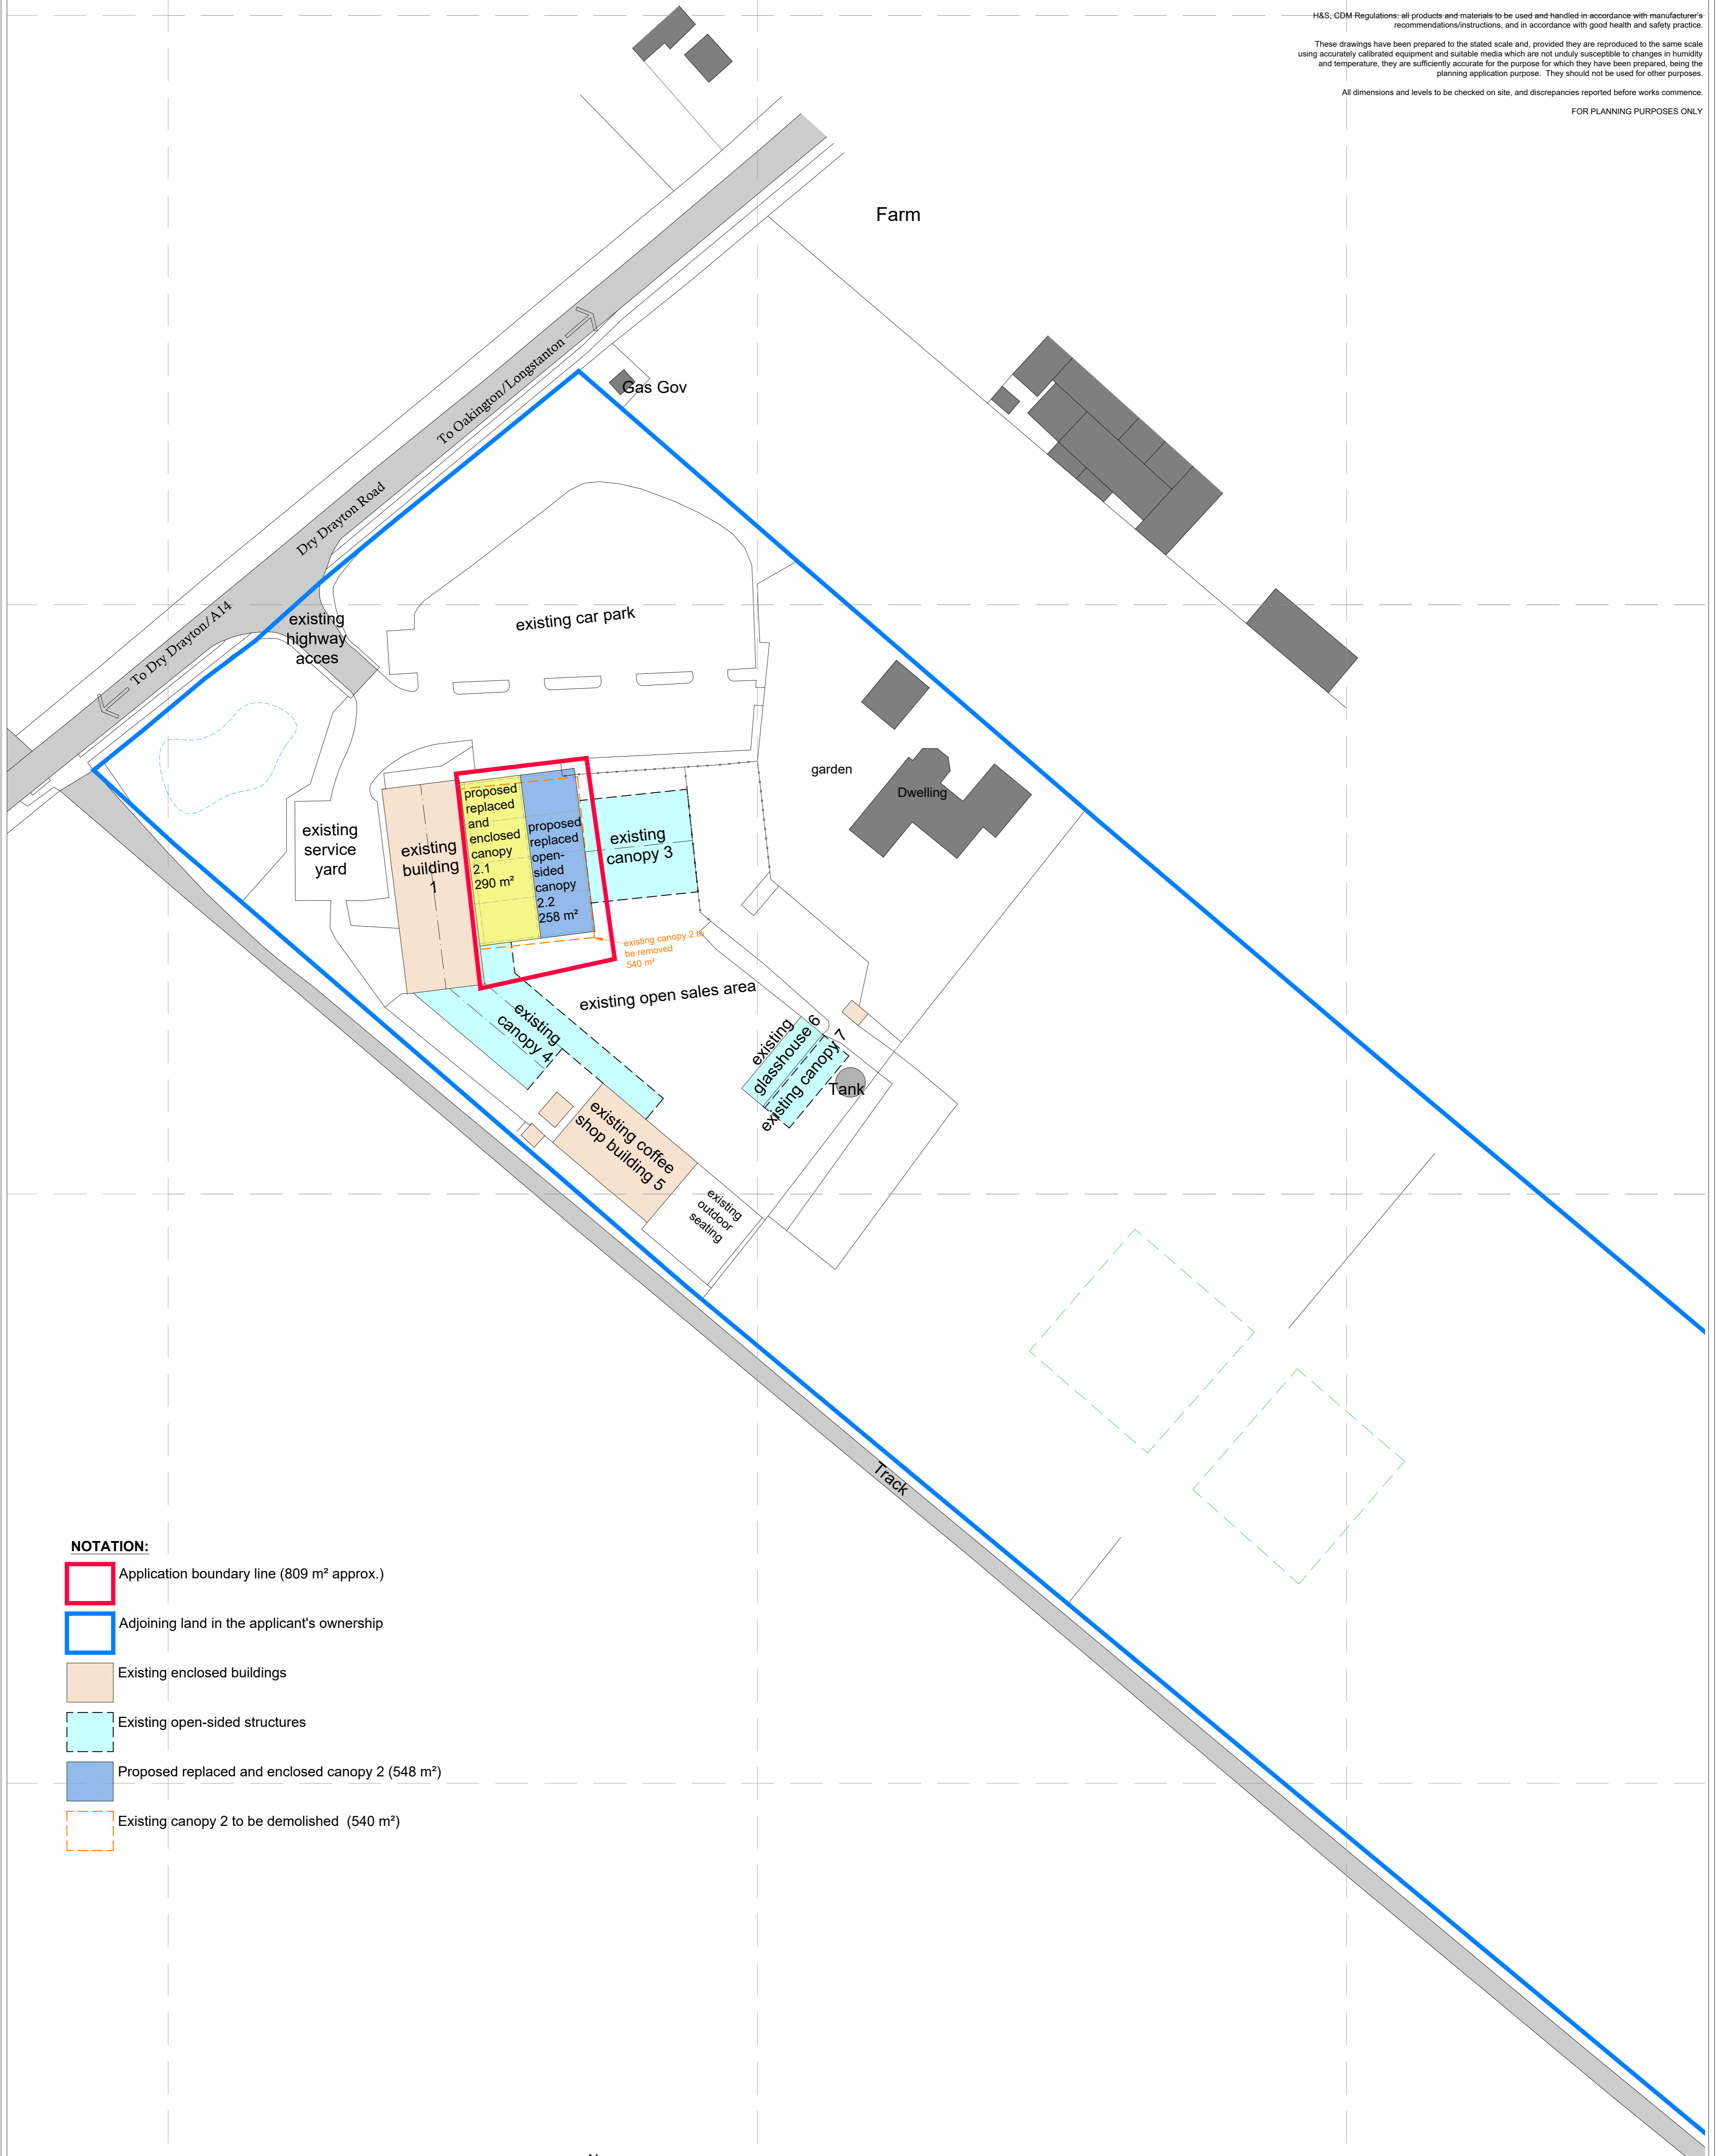 H&S, CDM Regulations: all products and materials to be used and handled in accordance with manufacturer's
recommendations/instructions, and in accordance with good health and safety practice.
These drawings have been prepared to the stated scale and, provided they are reproduced to the same scale
using accurately calibrated equipment and suitable media which are not unduly susceptible to changes in humidity
and temperature, they are sufficiently accurate for the purpose for which they have been prepared, being the
planning application purpose. They should not be used for other purposes.
All dimensions and levels to be checked on site, and discrepancies reported before works commence.
FOR PLANNING PURPOSES ONLY
Farm
To Oakington/Longstanton
Gas Gov
Dry Drayton Road
To Dry Drayton/A14
existing
highway
acces
existing car park
garden
Dwelling
existing
service
yard
existing
building
1
proposed
replaced
and
enclosed
canopy
2.1
290 m²
proposed
replaced
open-
sided
canopy
2.2
258 m²
existing
canopy 3
existing canopy 2 to
be removed
540 m²
existing open sales area
existing
canopy 4
existing
glasshouse 6
existing canopy 7
Tank
existing coffee
shop building 5
existing
outdoor
seating
Track
NOTATION:
Application boundary line (809 m² approx.)
Adjoining land in the applicant's ownership
Existing enclosed buildings
Existing open-sided structures
Proposed replaced and enclosed canopy 2 (548 m²)
Existing canopy 2 to be demolished (540 m²)